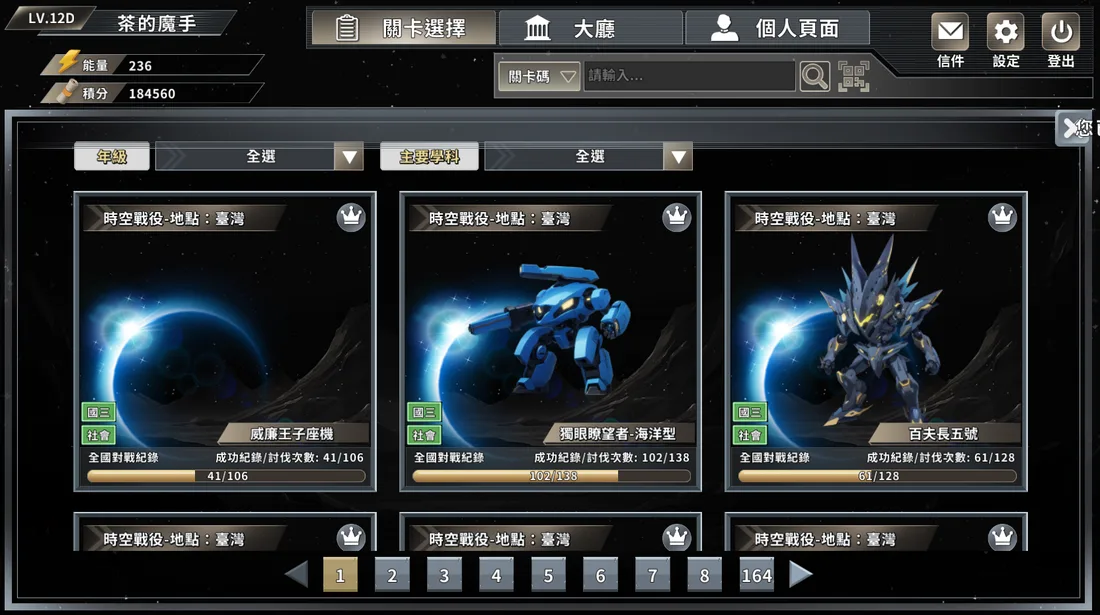 LV.12D
茶的魔手
能量 236
積分 184560
關卡選擇
大廳
個人頁面
信件
設定
登出
關卡碼
請輸入...
年級
全選
主要學科
全選
時空戰役-地點：臺灣
國三
社會
威廉王子座機
全國對戰紀錄
成功紀錄/討伐次數: 41/106
41/106
時空戰役-地點：臺灣
國三
社會
獨眼瞭望者-海洋型
全國對戰紀錄
成功紀錄/討伐次數: 102/138
102/138
時空戰役-地點：臺灣
國三
社會
百夫長五號
全國對戰紀錄
成功紀錄/討伐次數: 61/128
61/128
時空戰役-地點：臺灣
時空戰役-地點：臺灣
時空戰役-地點：臺灣
1 2 3 4 5 6 7 8 164